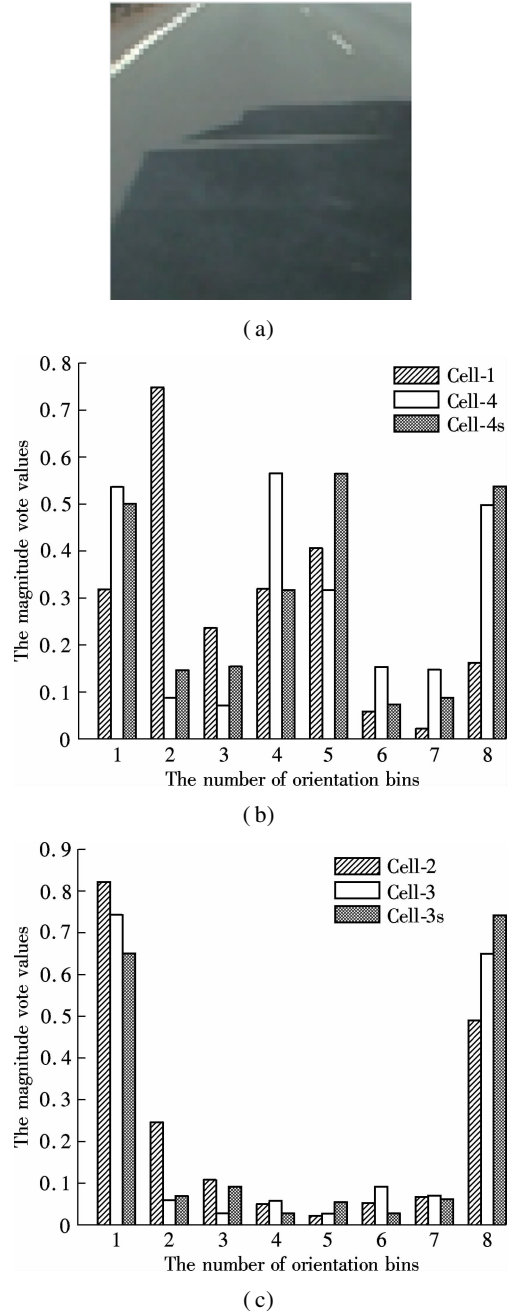 (a)
0.8
0.7
0.6
0.5
0.4
0.3
0.2
0.1
0
The magnitude vote values
Cell-1
Cell-4
Cell-4s
1 2 3 4 5 6 7 8
The number of orientation bins
(b)
0.9
0.8
0.7
0.6
0.5
0.4
0.3
0.2
0.1
0
The magnitude vote values
Cell-2
Cell-3
Cell-3s
1 2 3 4 5 6 7 8
The number of orientation bins
(c)